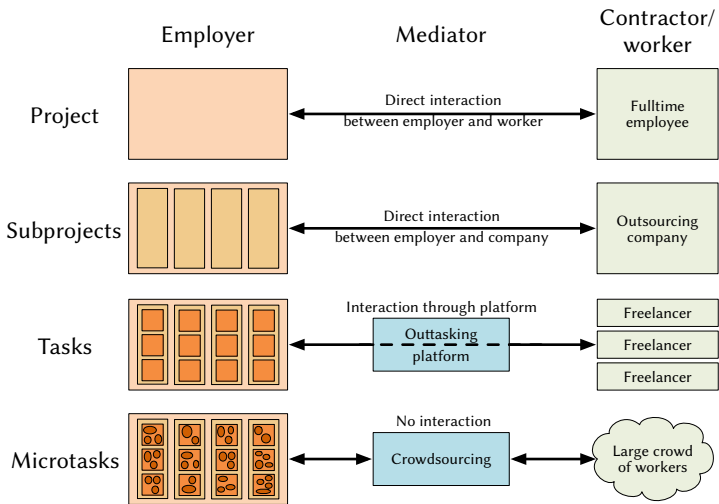 Employer
Mediator
Contractor/
worker
Project
Direct interaction
between employer and worker
Fulltime
employee
Subprojects
Direct interaction
between employer and company
Outsourcing
company
Tasks
Interaction through platform
Outtasking
platform
Freelancer
Freelancer
Freelancer
Microtasks
No interaction
Crowdsourcing
Large crowd
of workers